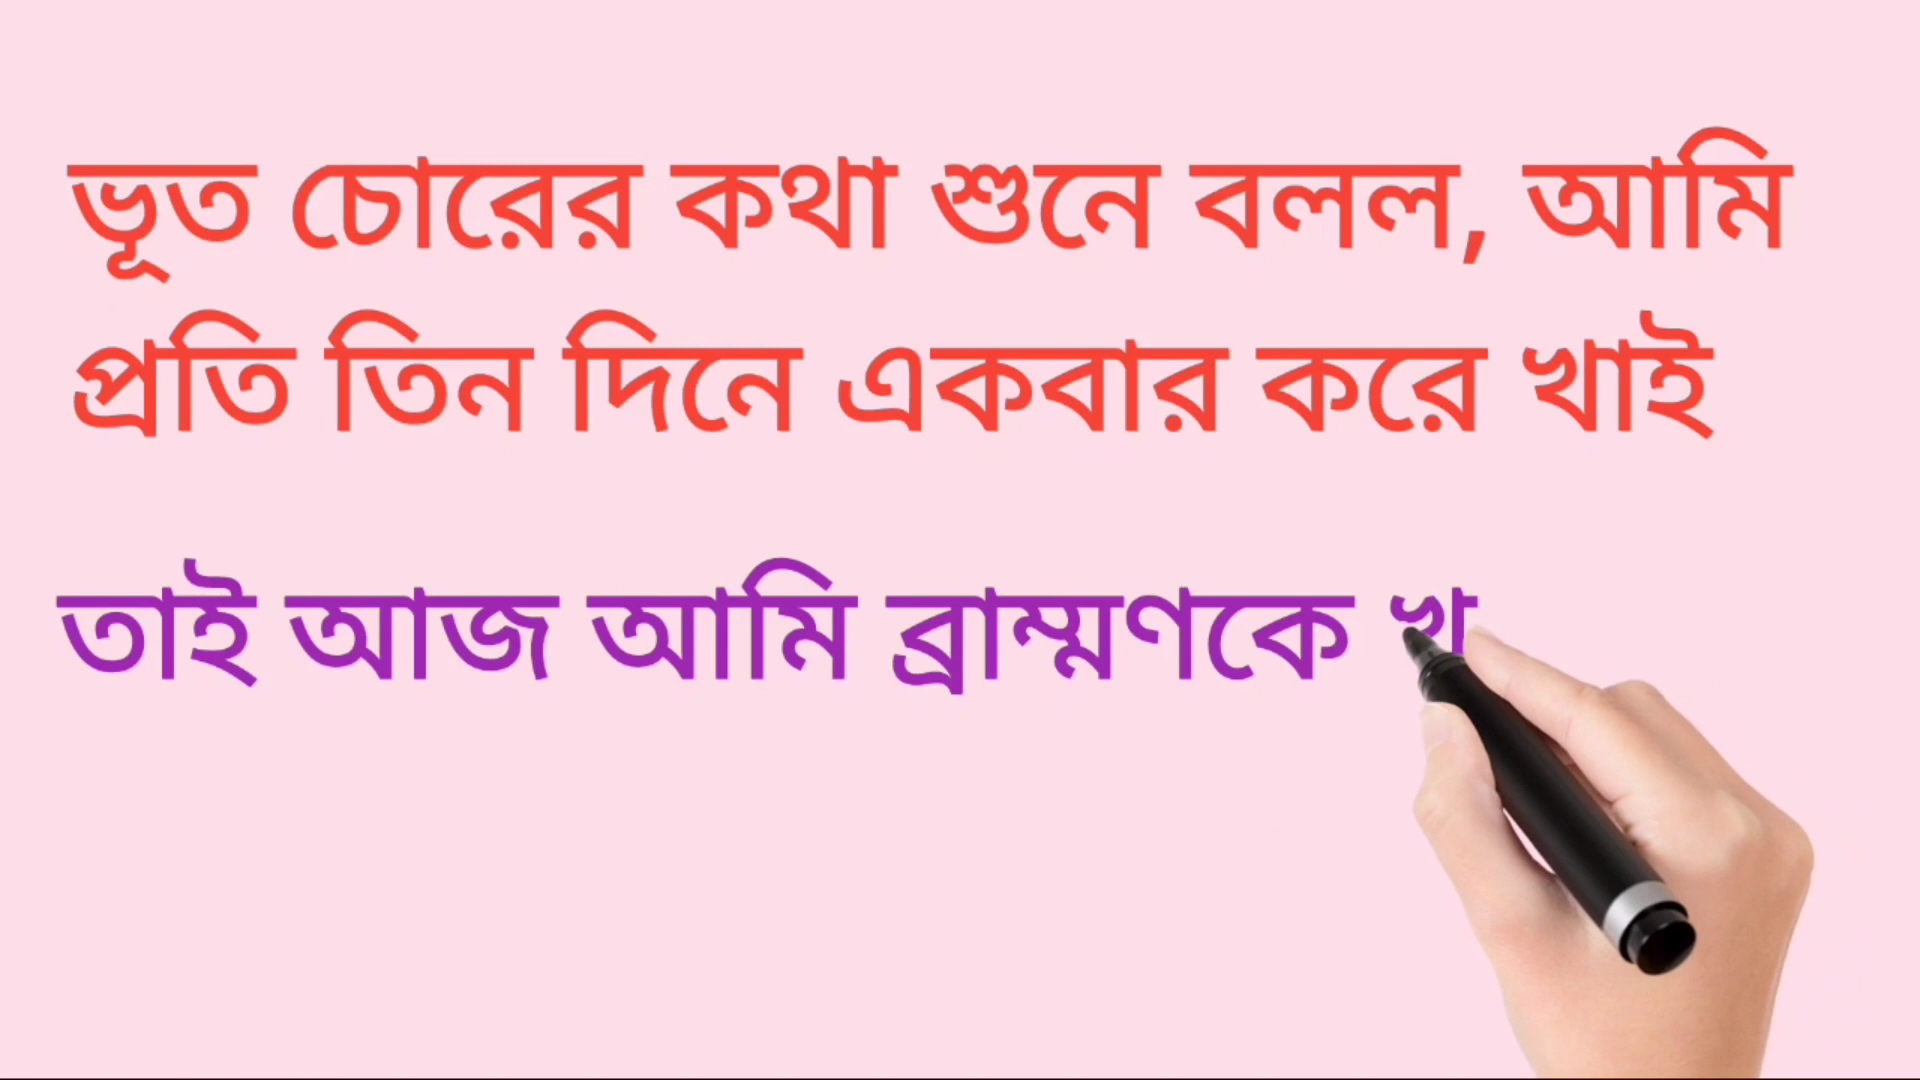 ভূত চোরের কথা শুনে বলল, আমি
প্রতি তিন দিনে একবার করে খাই
তাই আজ আমি ব্রাম্মণকে খ